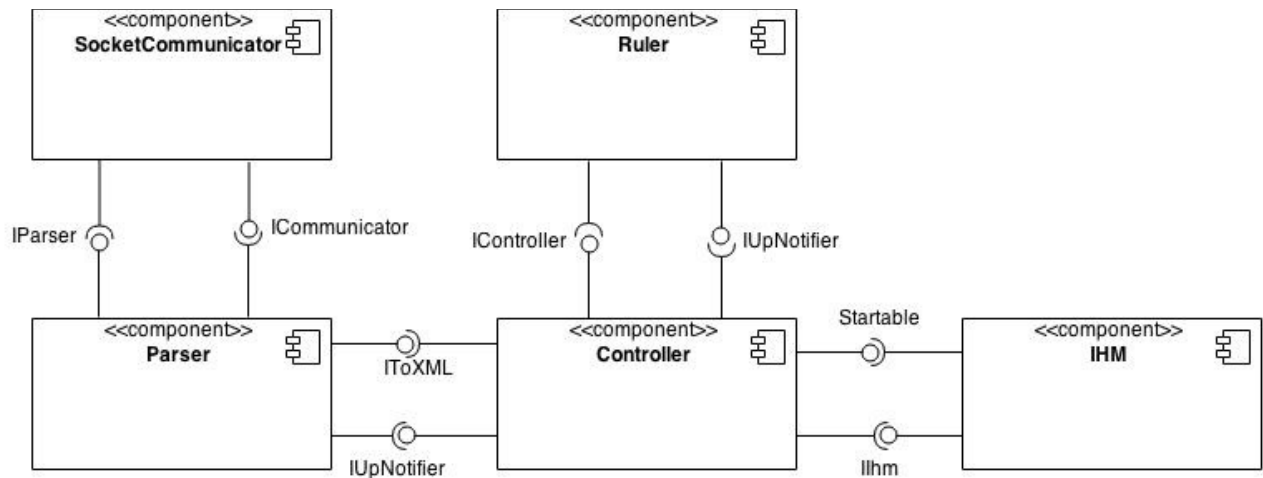 <<component>>
SocketCommunicator
<<component>>
Ruler
IParser
ICommunicator
IController
IUpNotifier
<<component>>
Parser
IToXML
IUpNotifier
<<component>>
Controller
Startable
IIhm
<<component>>
IHM